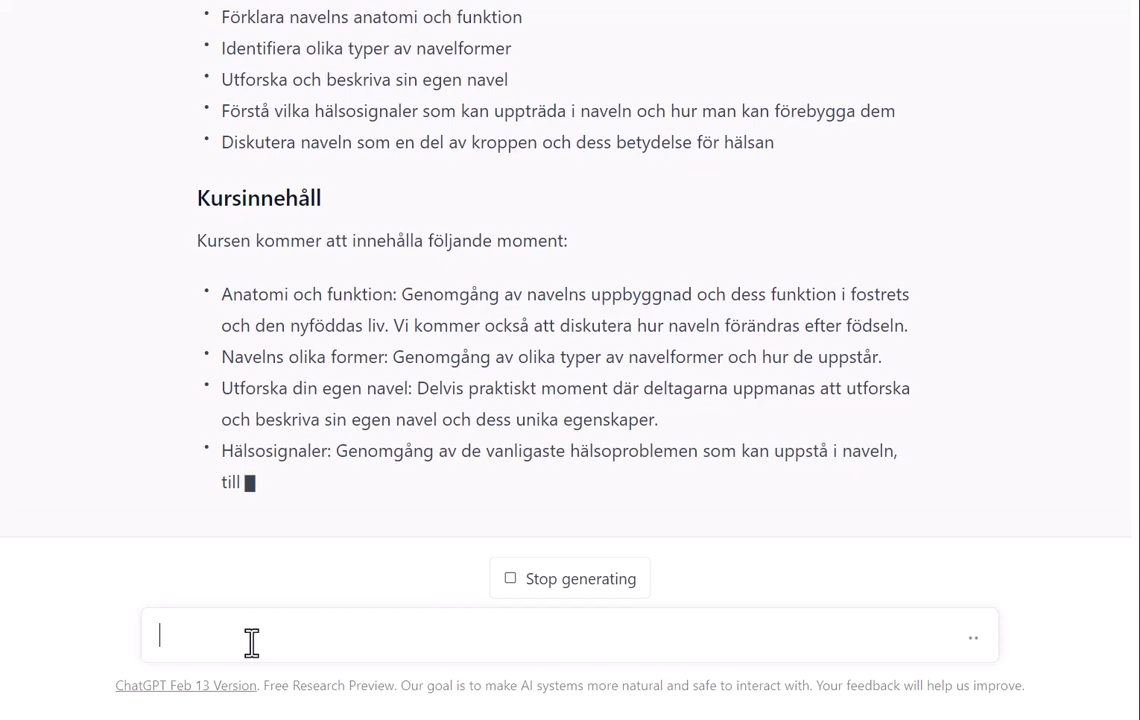 Förklara navelns anatomi och funktion
Identifiera olika typer av navelformer
Utforska och beskriva sin egen navel
Förstå vilka hälsosignaler som kan uppträda i naveln och hur man kan förebygga dem
Diskutera naveln som en del av kroppen och dess betydelse för hälsan
Kursinnehåll
Kursen kommer att innehålla följande moment:
Anatomi och funktion: Genomgång av navelns uppbyggnad och dess funktion i fostrets
och den nyföddas liv. Vi kommer också att diskutera hur naveln förändras efter födseln.
Navelns olika former: Genomgång av olika typer av navelformer och hur de uppstår.
Utforska din egen navel: Delvis praktiskt moment där deltagarna uppmanas att utforska
och beskriva sin egen navel och dess unika egenskaper.
Hälsosignaler: Genomgång av de vanligaste hälsoproblemen som kan uppstå i naveln,
till
Stop generating
ChatGPT Feb 13 Version. Free Research Preview. Our goal is to make AI systems more natural and safe to interact with. Your feedback will help us improve.